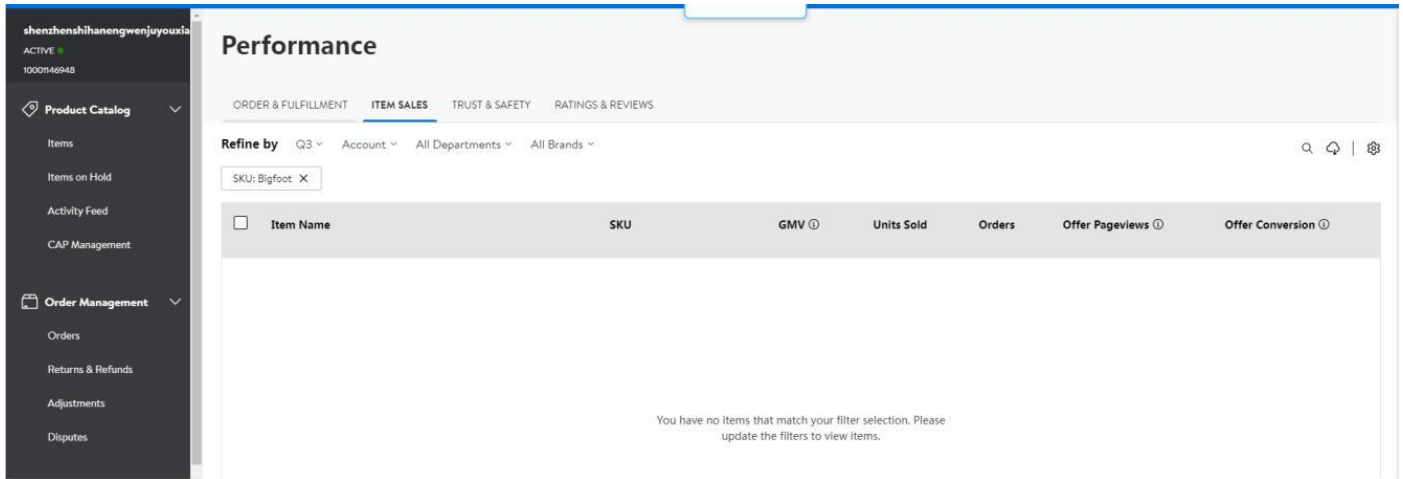 shenzhenshihanengwenjuyouxia
ACTIVE
10001146948
Product Catalog
Items
Items on Hold
Activity Feed
CAP Management
Order Management
Orders
Returns & Refunds
Adjustments
Disputes
Performance
ORDER & FULFILLMENT ITEM SALES TRUST & SAFETY RATINGS & REVIEWS
Refine by Q3 Account All Departments All Brands
SKU: Bigfoot X
Item Name SKU GMV Units Sold Orders Offer Pageviews Offer Conversion
You have no items that match your filter selection. Please
update the filters to view items.